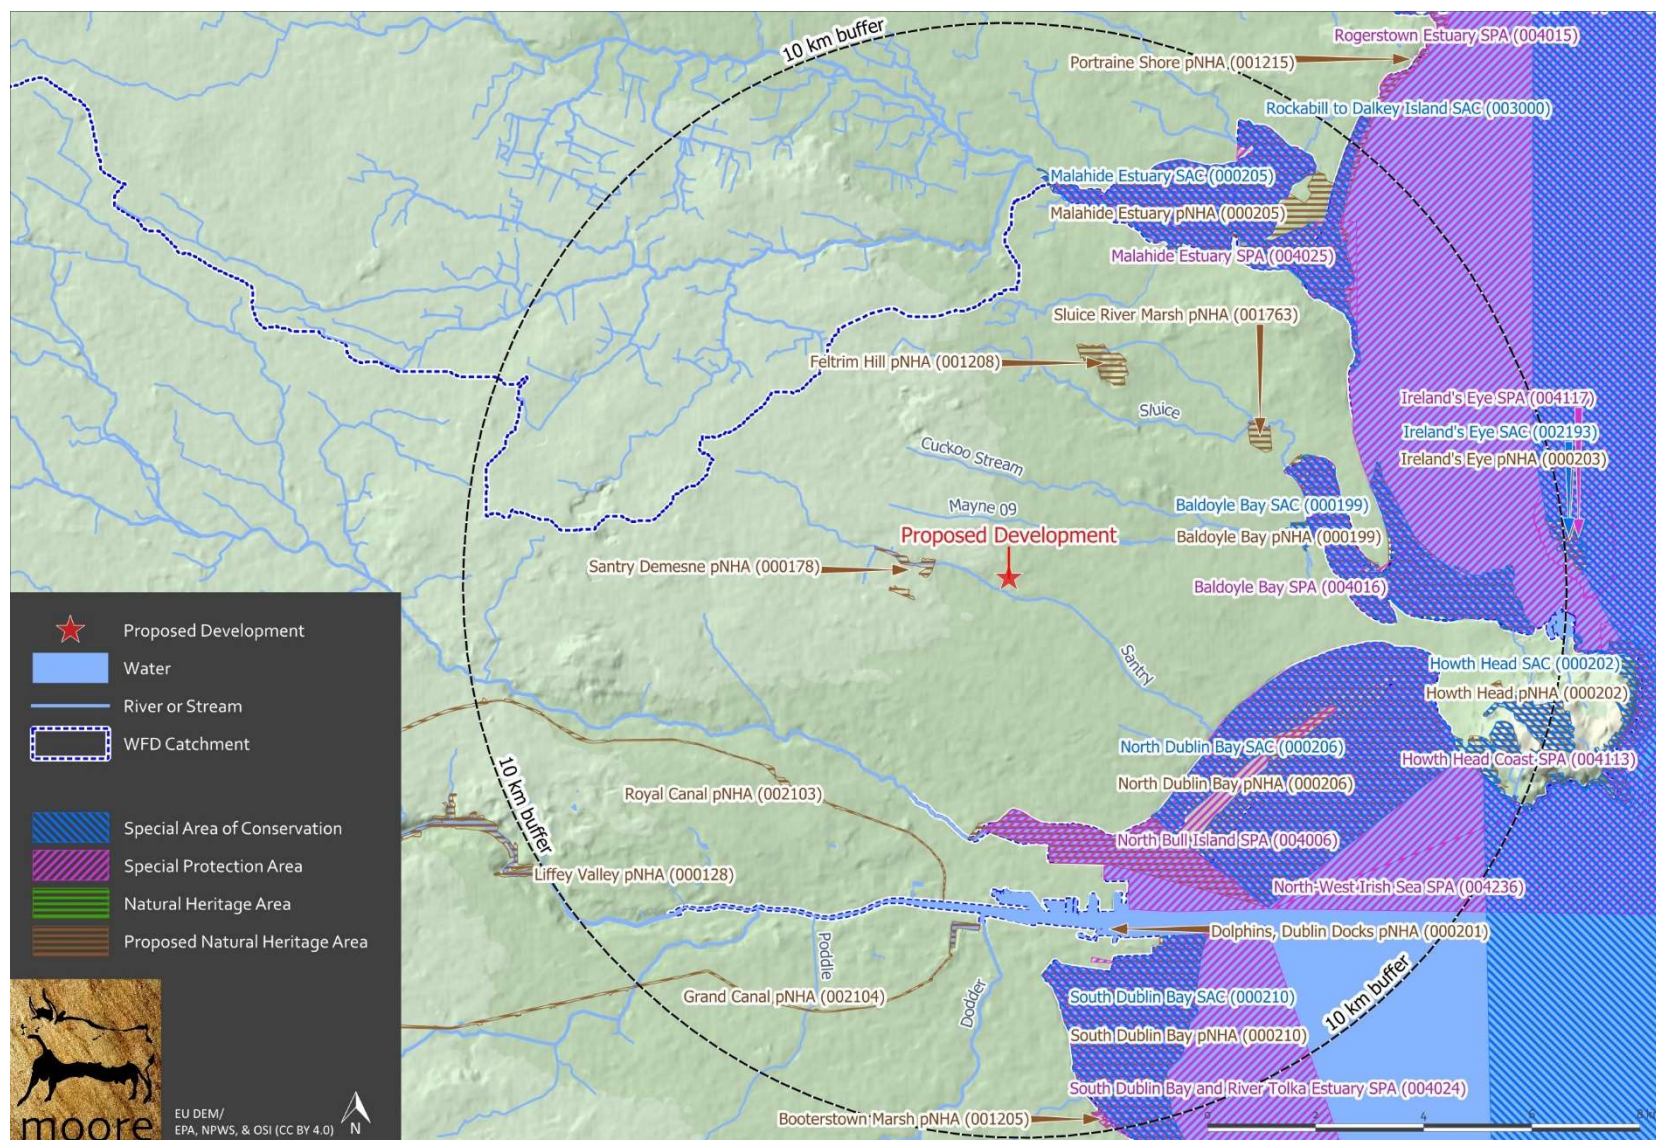 10 km buffer
Rogerstown Estuary SPA (004015)
Portraine Shore pNHA (001215)
Rockabill to Dalkey Island SAC (003000)
Malahide Estuary SAC (000205)
Malahide Estuary pNHA (000205)
Malahide Estuary SPA (004025)
Sluice River Marsh pNHA (001763)
Feltrim Hill pNHA (001208)
Ireland's Eye SPA (004117)
Sluice
Ireland's Eye SAC (002193)
Cuckoo Stream
Ireland's Eye pNHA (000203)
Mayne 09
Baldoyle Bay SAC (000199)
Proposed Development
Baldoyle Bay pNHA (000199)
Santry Demesne pNHA (000178)
Baldoyle Bay SPA (004016)
Santry
Howth Head SAC (000202)
Howth Head pNHA (000202)
North Dublin Bay SAC (000206)
Howth Head Coast SPA (004113)
North Dublin Bay pNHA (000206)
Royal Canal pNHA (002103)
10 km buffer
North Bull Island SPA (004006)
Liffey Valley pNHA (000128)
North-West Irish Sea SPA (004236)
Dolphins, Dublin Docks pNHA (000201)
Poddle
Dodder
10 km buffer
Grand Canal pNHA (002104)
South Dublin Bay SAC (000210)
South Dublin Bay pNHA (000210)
South Dublin Bay and River Tolka Estuary SPA (004024)
Booterstown Marsh pNHA (001205)
Proposed Development
Water
River or Stream
WFD Catchment
Special Area of Conservation
Special Protection Area
Natural Heritage Area
Proposed Natural Heritage Area
moore
EU DEM/
EPA, NPWS, & OSI (CC BY 4.0)
N
0 2 4 6 8